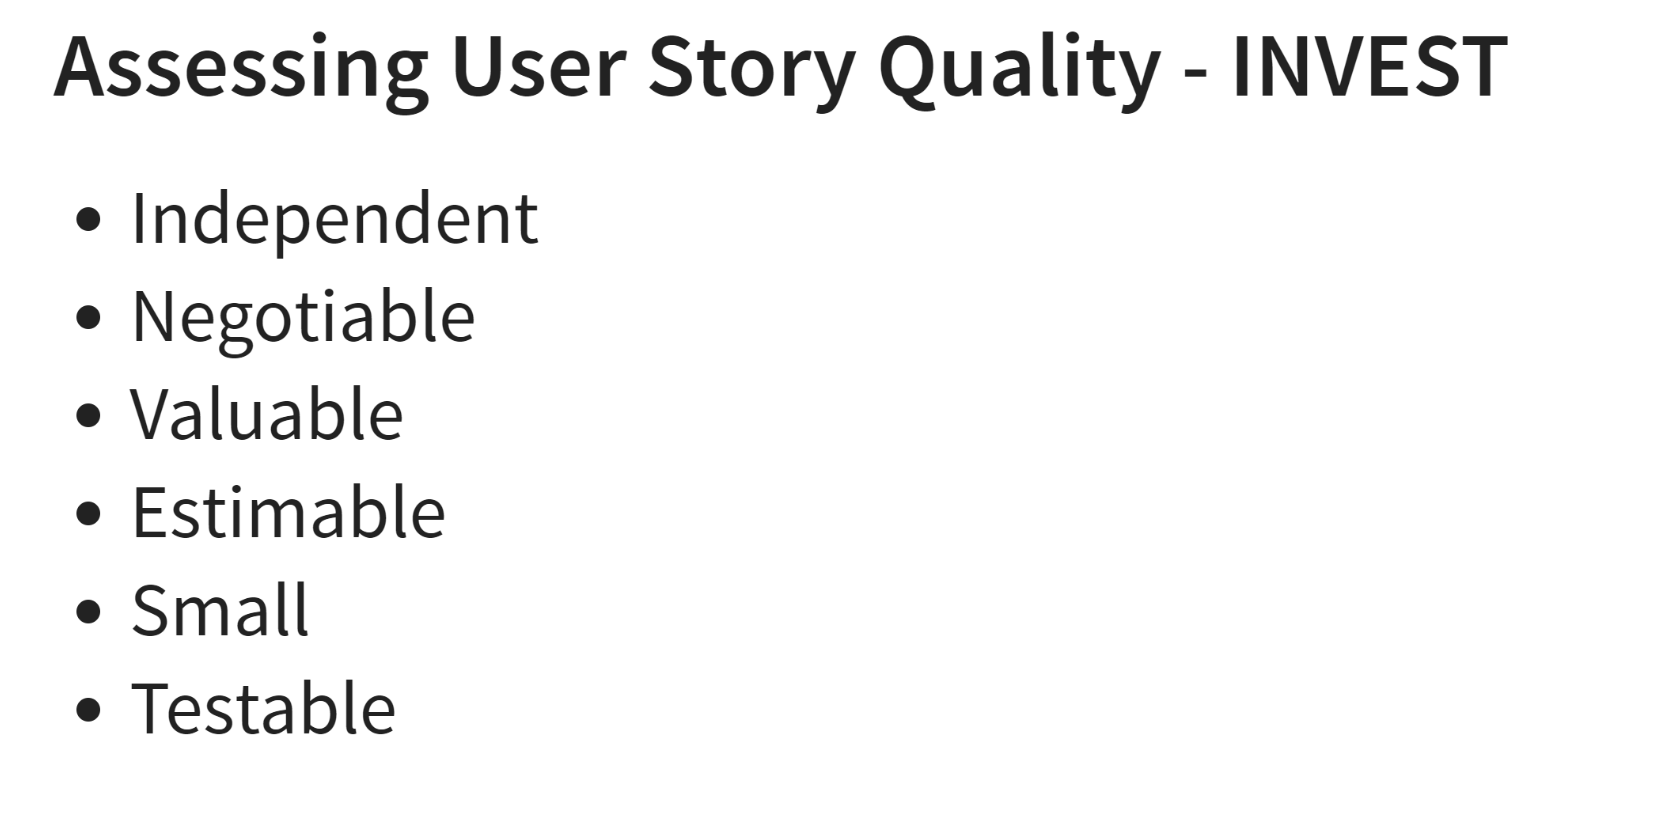 Assessing User Story Quality - INVEST
• Independent
• Negotiable
• Valuable
• Estimable
• Small
• Testable